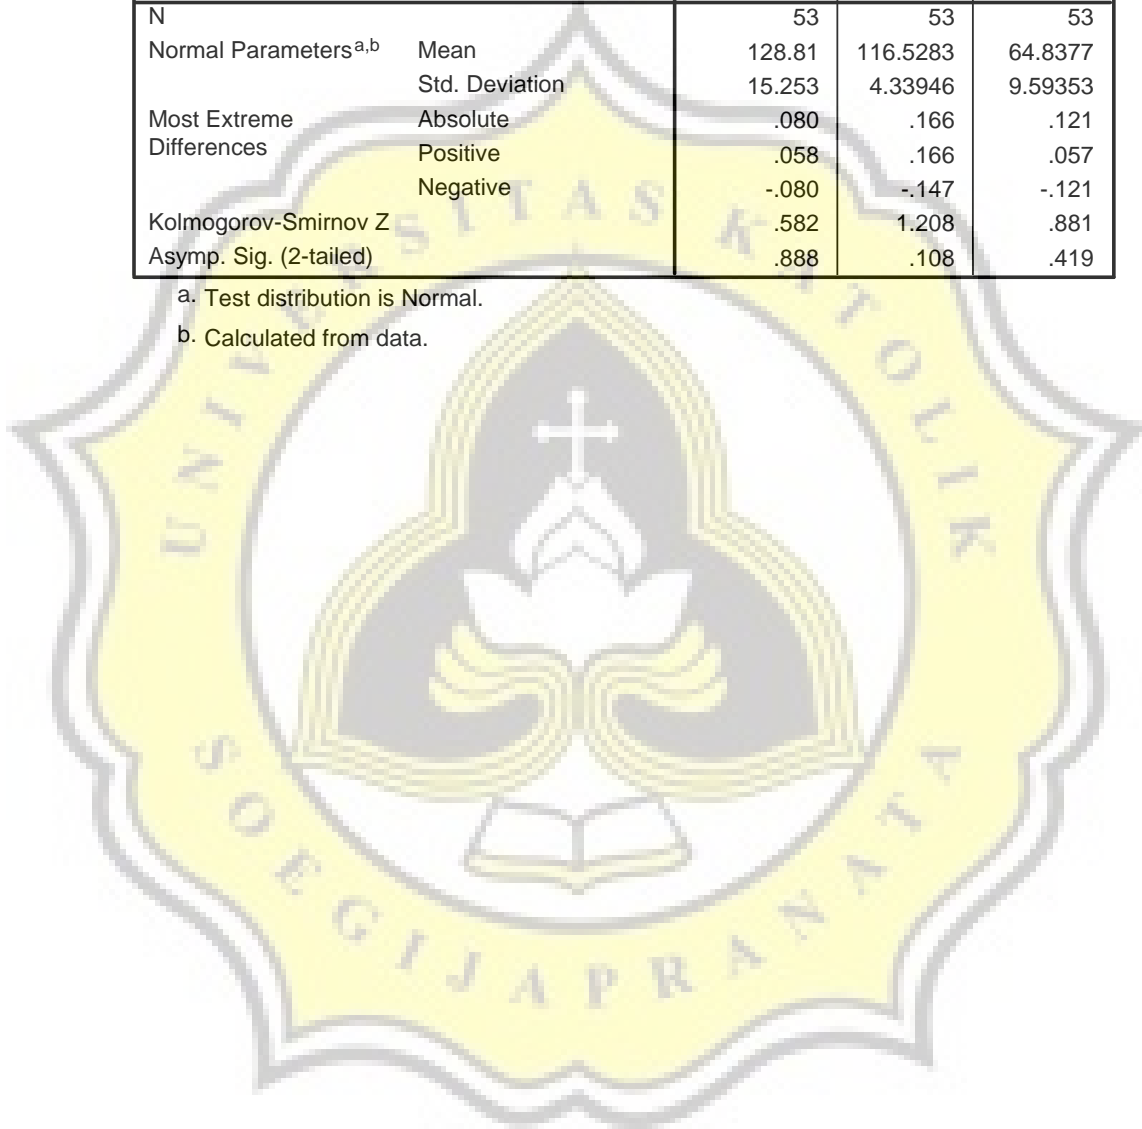 N 53 53 53
Normal Parametersa,b Mean 128.81 116.5283 64.8377
Std. Deviation 15.253 4.33946 9.59353
Most Extreme Differences Absolute .080 .166 .121
Positive .058 .166 .057
Negative -.080 -.147 -.121
Kolmogorov-Smirnov Z .582 1.208 .881
Asymp. Sig. (2-tailed) .888 .108 .419
a. Test distribution is Normal.
b. Calculated from data.
UNIVERSITAS KATOLIK
SOEGIJAPRANATA